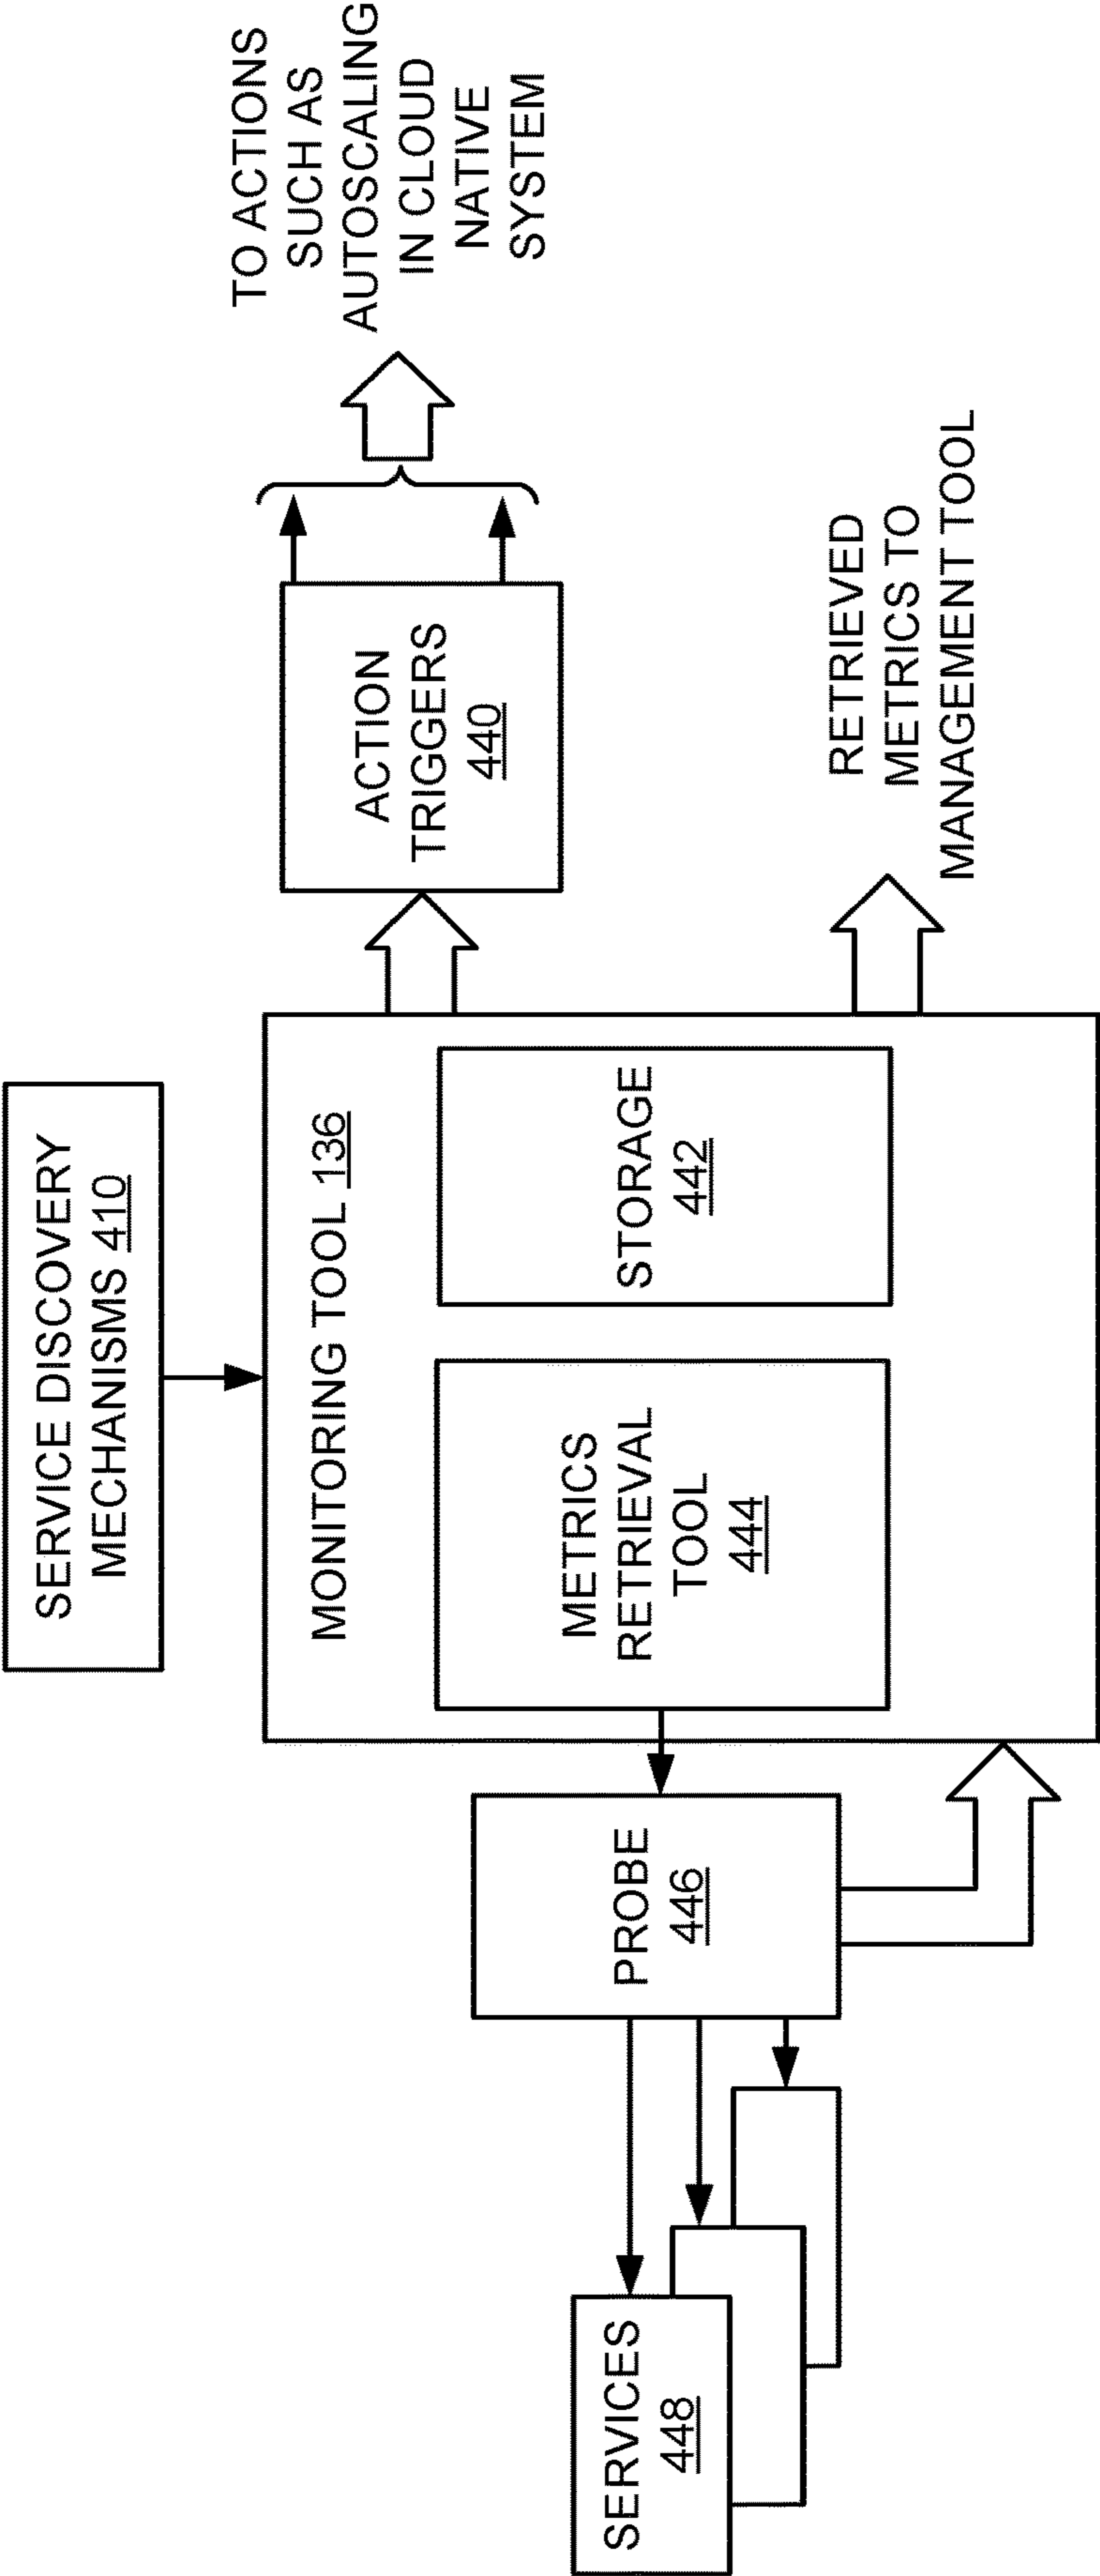 SERVICE DISCOVERY
MECHANISMS 410
MONITORING TOOL 136
SERVICES
448
PROBE
446
METRICS
RETRIEVAL
TOOL
444
STORAGE
442
ACTION
TRIGGERS
440
TO ACTIONS
SUCH AS
AUTOSCALING
IN CLOUD
NATIVE
SYSTEM
RETRIEVED
METRICS TO
MANAGEMENT TOOL